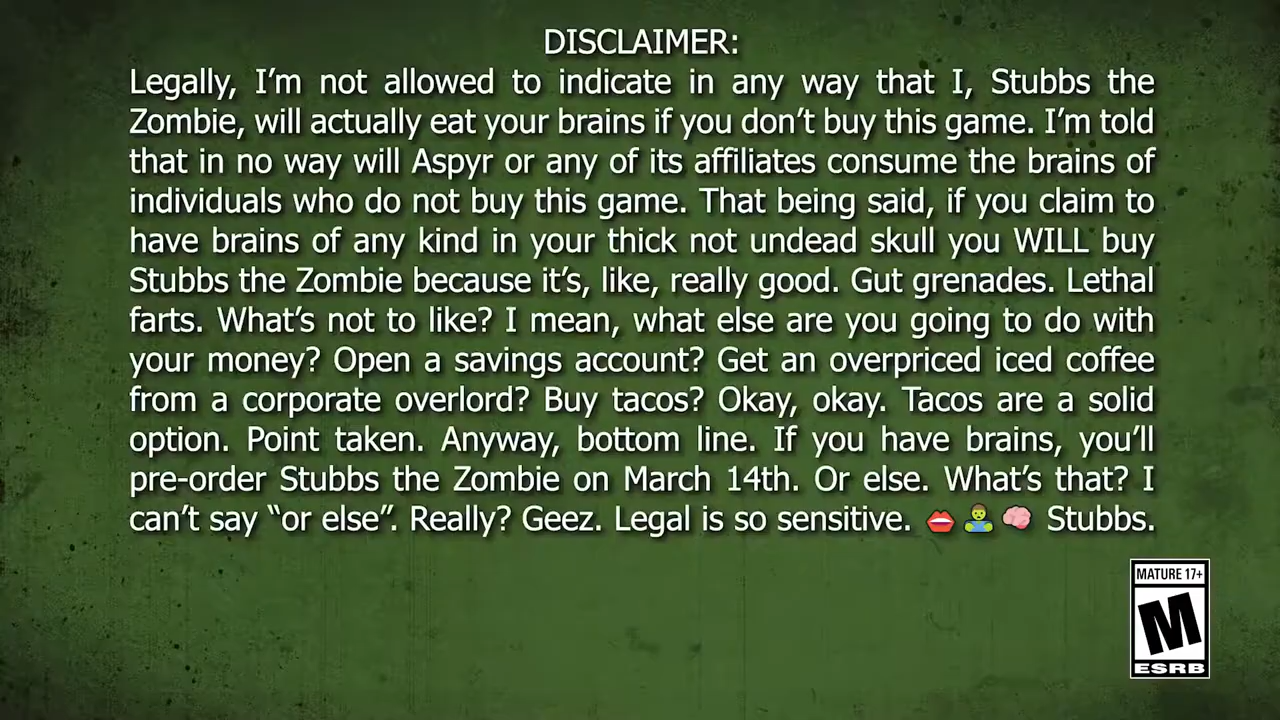 DISCLAIMER:
Legally, I’m not allowed to indicate in any way that I, Stubbs the
Zombie, will actually eat your brains if you don’t buy this game. I’m told
that in no way will Aspyr or any of its affiliates consume the brains of
individuals who do not buy this game. That being said, if you claim to
have brains of any kind in your thick not undead skull you WILL buy
Stubbs the Zombie because it’s, like, really good. Gut grenades. Lethal
farts. What’s not to like? I mean, what else are you going to do with
your money? Open a savings account? Get an overpriced iced coffee
from a corporate overlord? Buy tacos? Okay, okay. Tacos are a solid
option. Point taken. Anyway, bottom line. If you have brains, you’ll
pre-order Stubbs the Zombie on March 14th. Or else. What’s that? I
can’t say “or else”. Really? Geez. Legal is so sensitive. 👄🧟‍♂️🧠 Stubbs.
MATURE 17+
M
ESRB